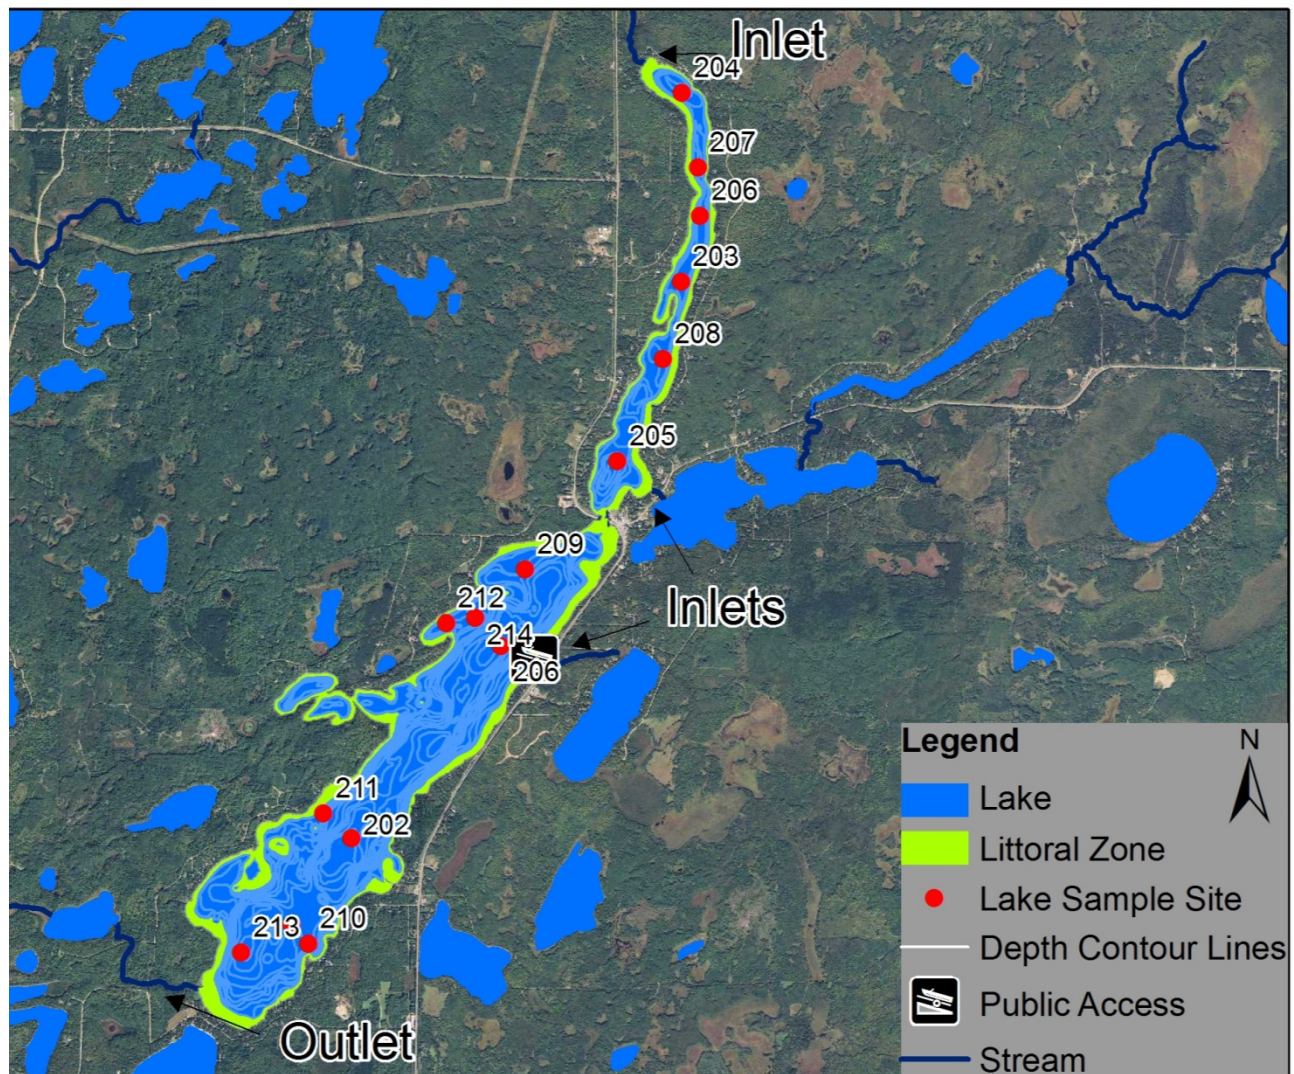 Inlet
204
207
206
203
208
205
209
212
Inlets
214
206
211
202
213
210
Outlet
Legend
N
Lake
Littoral Zone
Lake Sample Site
Depth Contour Lines
Public Access
Stream